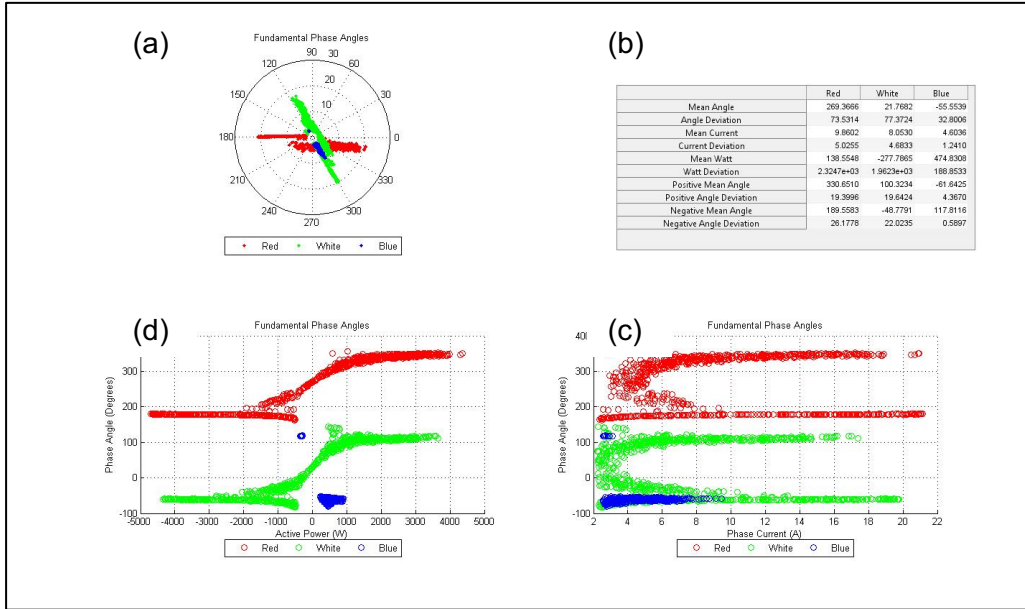 (a)
Fundamental Phase Angles
90 30
120 60
20
150 30
10
180 0
210 330
240 300
270
Red White Blue
(b)
Red White Blue
Mean Angle 269.3666 21.7682 -55.5539
Angle Deviation 73.5314 77.3724 32.8006
Mean Current 9.8602 8.0530 4.6036
Current Deviation 5.0255 4.6833 1.2410
Mean Watt 138.5548 -277.7865 474.8308
Watt Deviation 2.3247e+03 1.9623e+03 188.8533
Positive Mean Angle 330.6510 100.3234 -61.6425
Positive Angle Deviation 19.3996 19.6424 4.3670
Negative Mean Angle 189.5583 -48.7791 117.8116
Negative Angle Deviation 26.1778 22.0235 0.5897
(d)
Fundamental Phase Angles
300
200
100
0
-100
Phase Angle (Degrees)
-5000 -4000 -3000 -2000 -1000 0 1000 2000 3000 4000 5000
Active Power (W)
Red White Blue
(c)
Fundamental Phase Angles
300
200
100
0
-100
Phase Angle (Degrees)
2 4 6 8 10 12 14 16 18 20 22
Phase Current (A)
Red White Blue